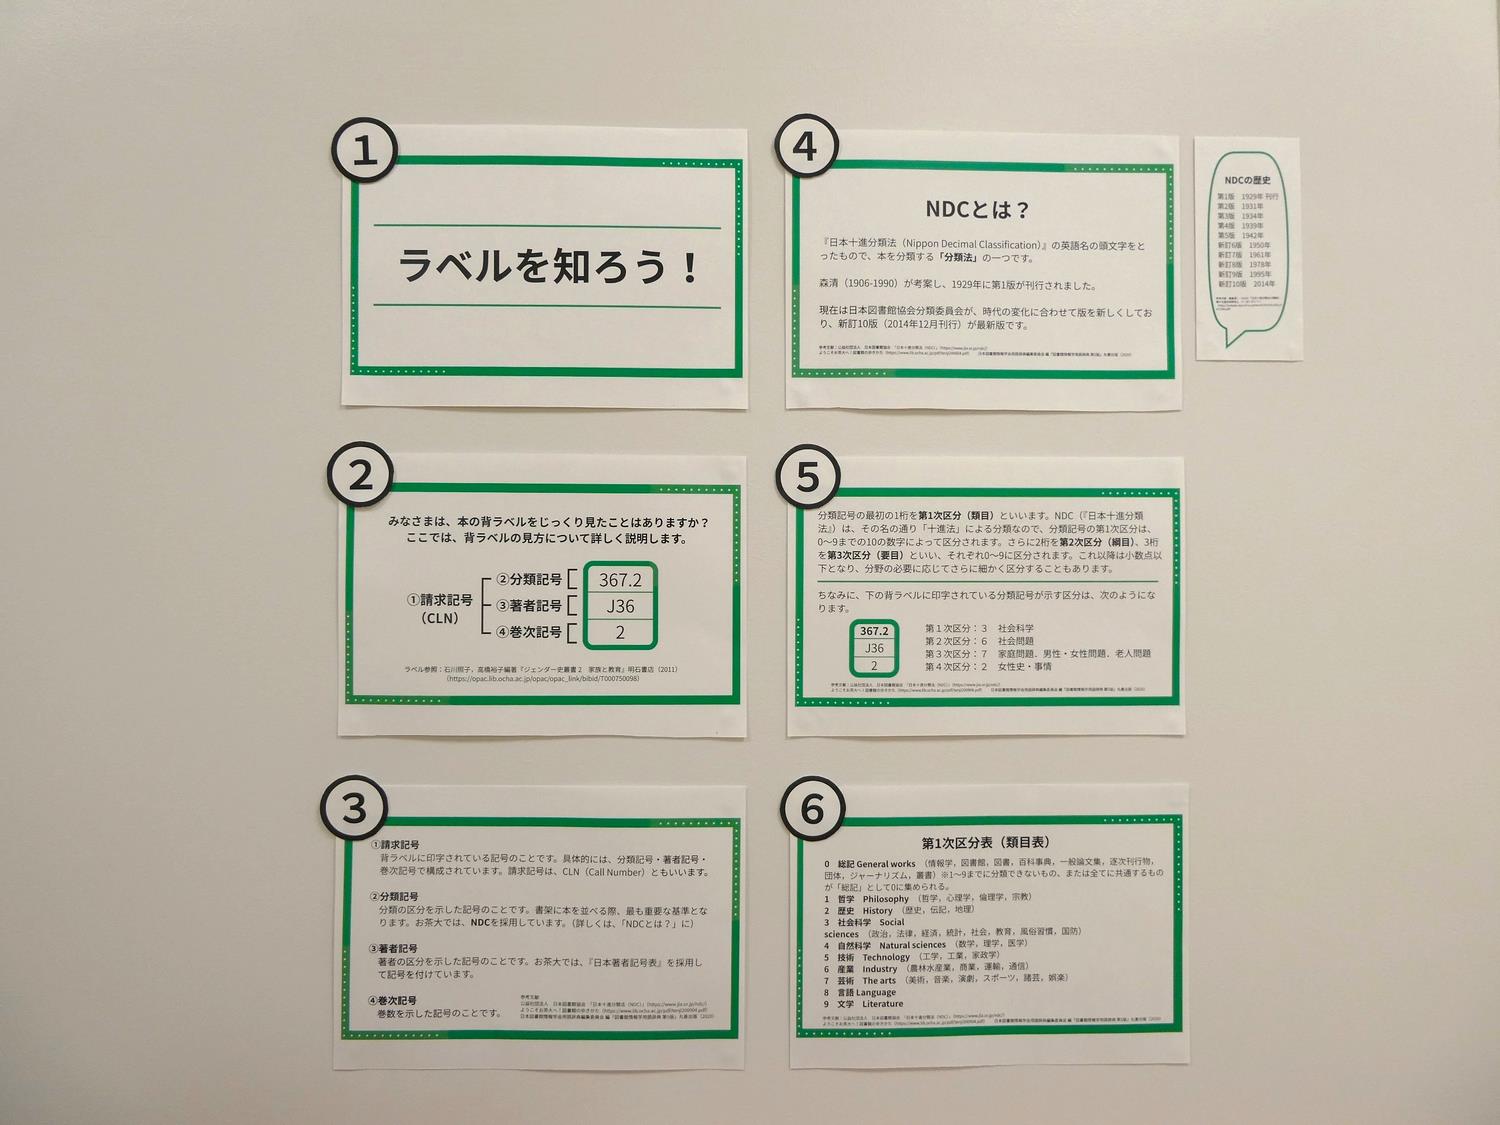 1
ラベルを知ろう！
2
みなさまは、本の背ラベルをじっくり見たことはありますか？
ここでは、背ラベルの見方について詳しく説明します。
①請求記号
（CLN）
②分類記号
③著者記号
④巻次記号
367.2
J36
2
ラベル参照：石川照子，高橋裕子編著『ジェンダー史叢書 2　家族と教育』明石書店（2011）
（https://opac.lib.ocha.ac.jp/opac/opac_link/bibid/T000750098）
3
①請求記号
背ラベルに印字されている記号のことです。具体的には、分類記号・著者記号・
巻次記号で構成されています。請求記号は、CLN（Call Number）ともいいます。
②分類記号
分類の区分を示した記号のことです。書架に本を並べる際、最も重要な基準とな
ります。お茶大では、NDCを採用しています。（詳しくは、「NDCとは？」に）
③著者記号
著者の区分を示した記号のことです。お茶大では、『日本著者記号表』を採用し
て記号を付けています。
④巻次記号
巻数を示した記号のことです。
参考文献
公益社団法人　日本図書館協会　「日本十進分類法（NDC）」（https://www.jla.or.jp/ndc/）
4
NDCとは？
『日本十進分類法（Nippon Decimal Classification）』の英語名の頭文字をと
ったもので、本を分類する「分類法」の一つです。
森清（1906-1990）が考案し、1929年に第1版が刊行されました。
現在は日本図書館協会分類委員会が、時代の変化に合わせて版を新しくしてお
り、新訂10版（2014年12月刊行）が最新版です。
NDCの歴史
第1版　1929年 刊行
第2版　1931年
第3版　1934年
第4版　1939年
第5版　1942年
新訂6版　1950年
新訂7版　1961年
新訂8版　1978年
新訂9版　1995年
新訂10版　2014年
5
分類記号の最初の1桁を第1次区分（類目）といいます。NDC（『日本十進分類
法』）は、その名の通り「十進法」による分類なので、分類記号の第1次区分は、
0～9までの10の数字によって区分されます。さらに2桁を第2次区分（綱目）、3桁
を第3次区分（要目）といい、それぞれ0～9に区分されます。これ以降は小数点以
下となり、分野の必要に応じてさらに細かく区分することもあります。
ちなみに、下の背ラベルに印字されている分類記号が示す区分は、次のようにな
ります。
367.2
J36
2
第１次区分：３　社会科学
第２次区分：６　社会問題
第３次区分：７　家庭問題．男性・女性問題．老人問題
第４次区分：２　女性史・事情
6
第1次区分表（類目表）
0　総記 General works　（情報学，図書館，図書，百科事典，一般論文集，逐次刊行物，
団体，ジャーナリズム，叢書）※1～9までに分類できないもの、または全てに共通するもの
が「総記」として0に集められる。
1　哲学　Philosophy　（哲学，心理学，倫理学，宗教）
2　歴史　History　（歴史，伝記，地理）
3　社会科学　Social
sciences　（政治，法律，経済，統計，社会，教育，風俗習慣，国防）
4　自然科学　Natural sciences　（数学，理学，医学）
5　技術　Technology　（工学，工業，家政学）
6　産業　Industry　（農林水産業，商業，運輸，通信）
7　芸術　The arts　（美術，音楽，演劇，スポーツ，諸芸，娯楽）
8　言語 Language
9　文学　Literature